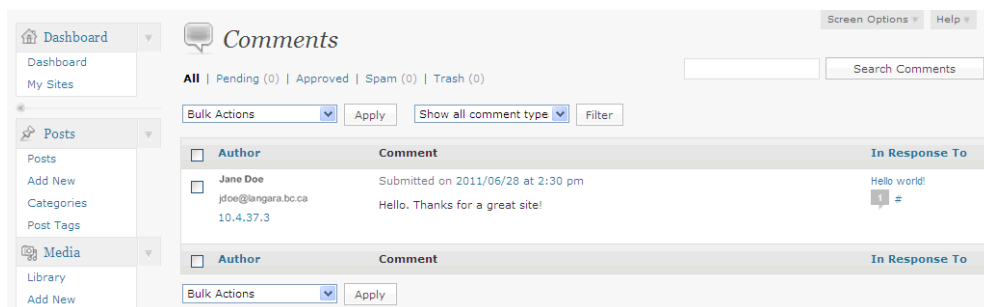 Screen Options Help
Dashboard
Dashboard
My Sites
Posts
Posts
Add New
Categories
Post Tags
Media
Library
Add New
Comments
All | Pending (0) | Approved | Spam (0) | Trash (0)
Search Comments
Bulk Actions Apply Show all comment type Filter
Author Comment In Response To
Jane Doe Submitted on 2011/06/28 at 2:30 pm Hello world!
jdoe@langara.bc.ca Hello. Thanks for a great site! 1 #
10.4.37.3
Author Comment In Response To
Bulk Actions Apply